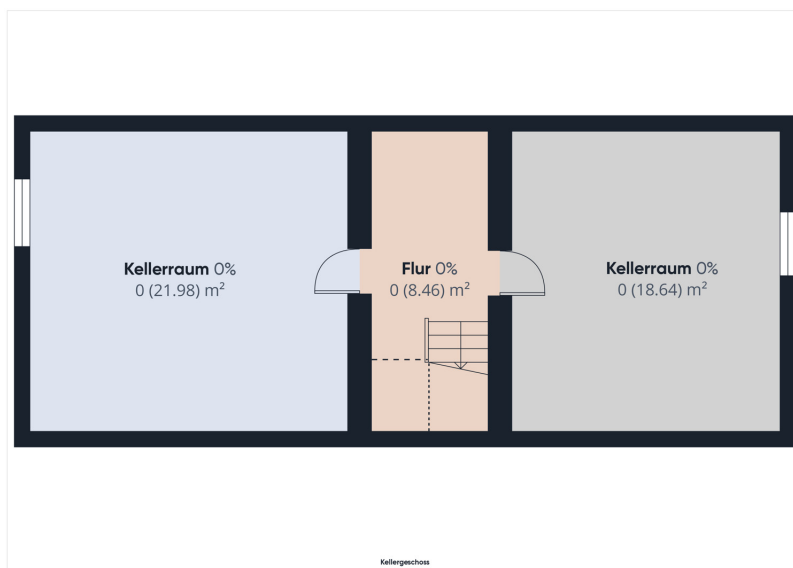 Kellerraum 0%
0 (21.98) m²
Flur 0%
0 (8.46) m²
Kellerraum 0%
0 (18.64) m²
Kellergeschoss